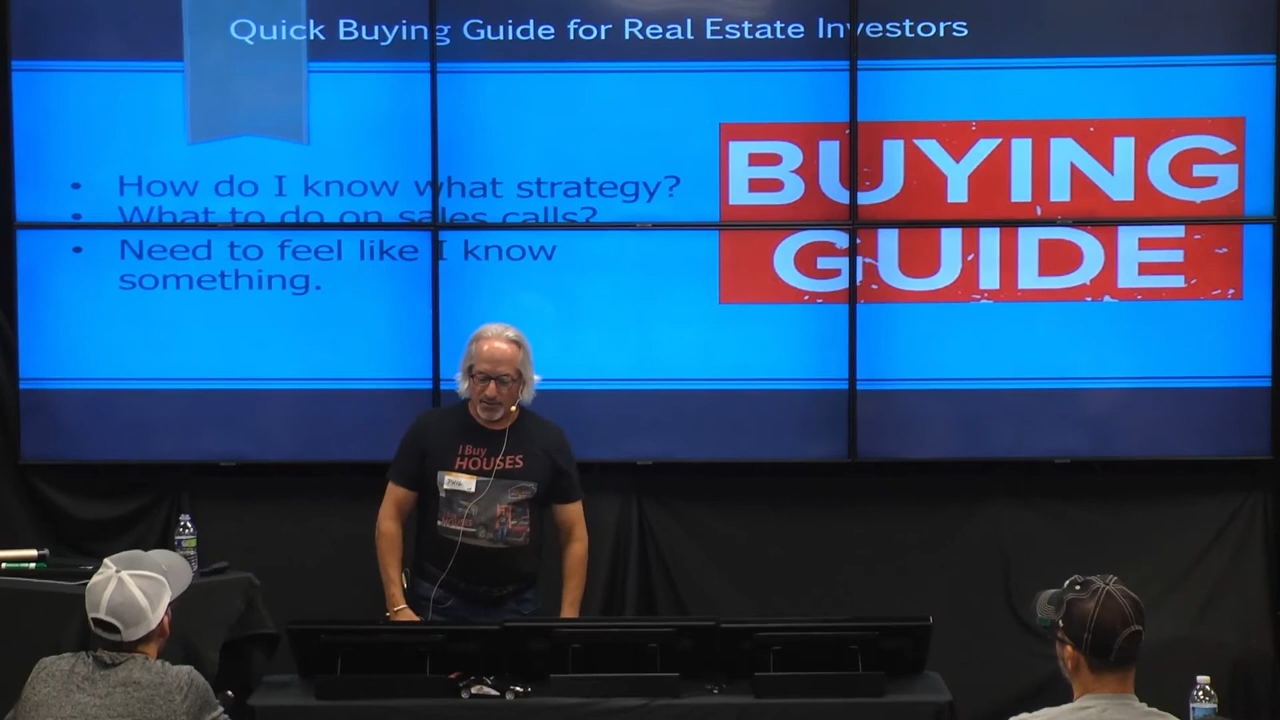 Quick Buying Guide for Real Estate Investors
• How do I know what strategy?
• What to do on sales calls?
• Need to feel like I know
something.
BUYING
GUIDE
I Buy
HOUSES
PHIL